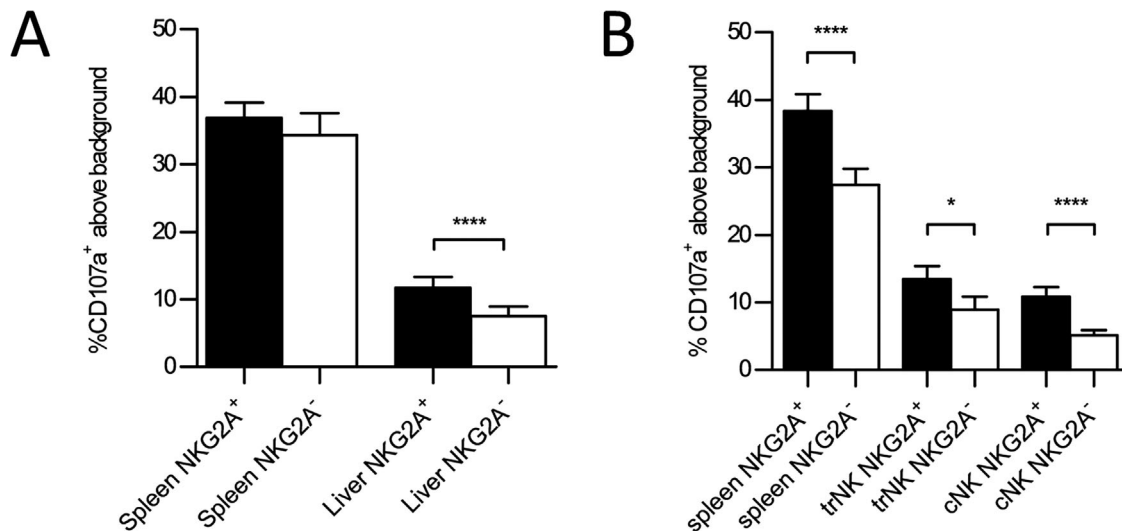 A
%CD107a+ above background
50
40
30
20
10
0
****
Spleen NKG2A+
Spleen NKG2A-
Liver NKG2A+
Liver NKG2A-
B
% CD107a+ above background
50
40
30
20
10
0
****
*
****
spleen NKG2A+
spleen NKG2A-
trNK NKG2A+
trNK NKG2A-
cNK NKG2A+
cNK NKG2A-